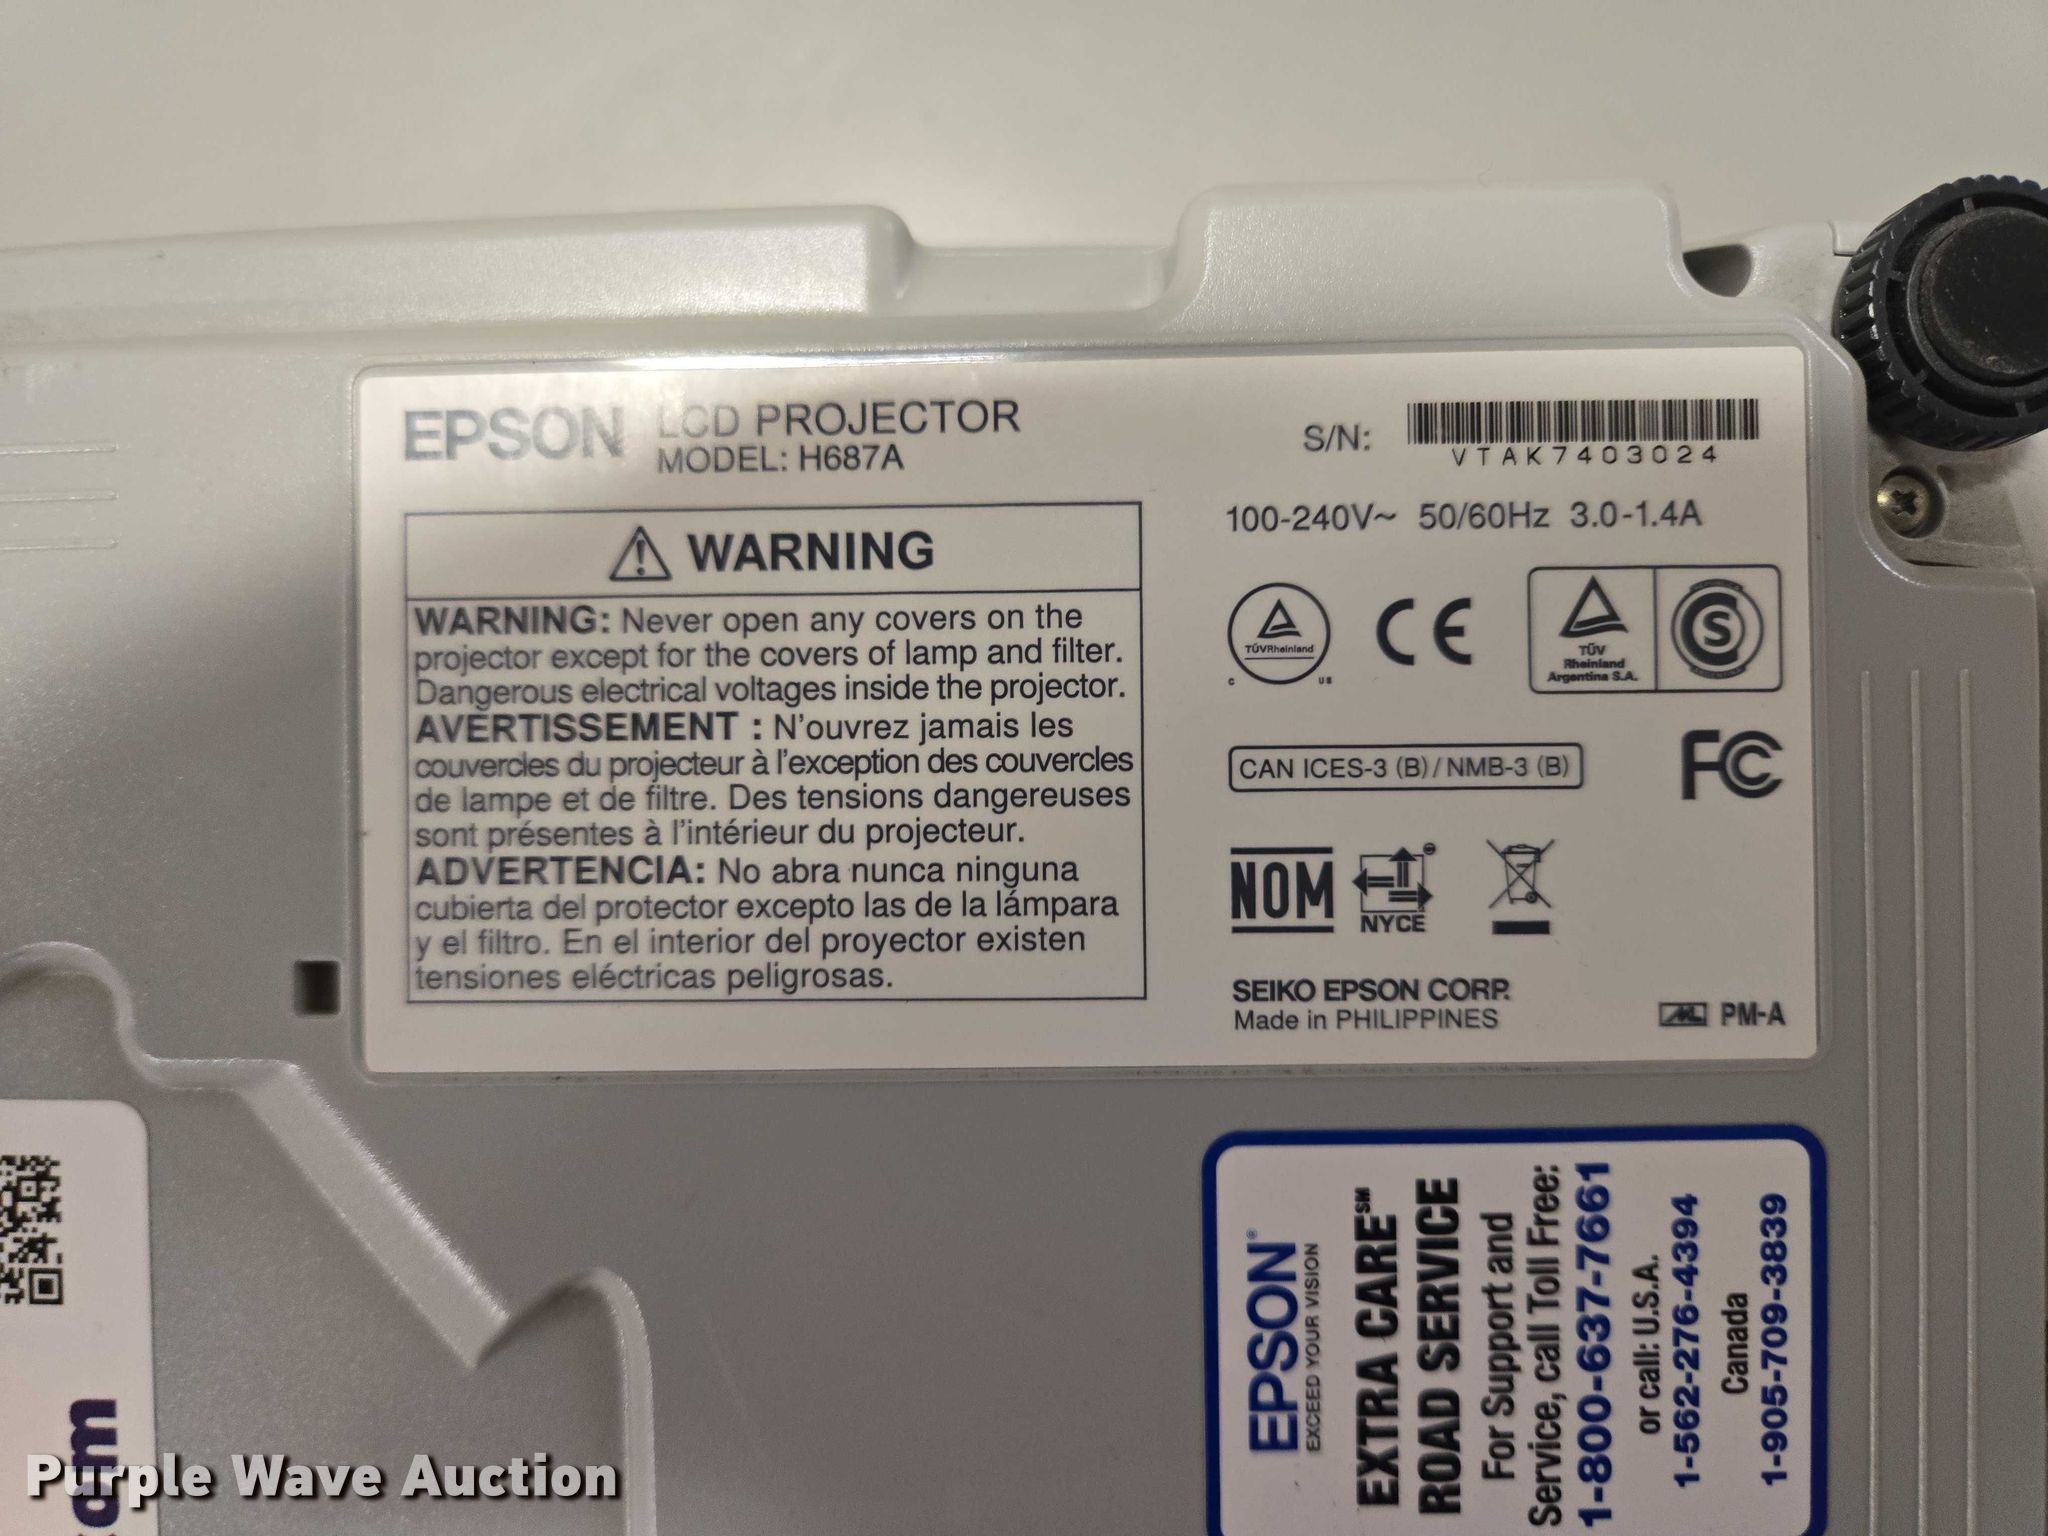 EPSON LCD PROJECTOR
MODEL: H687A
S/N:
VTAK7403024
100-240V~ 50/60Hz 3.0-1.4A
⚠ WARNING
WARNING: Never open any covers on the
projector except for the covers of lamp and filter.
Dangerous electrical voltages inside the projector.
AVERTISSEMENT : N'ouvrez jamais les
couvercles du projecteur à l'exception des couvercles
de lampe et de filtre. Des tensions dangereuses
sont présentes à l'intérieur du projecteur.
ADVERTENCIA: No abra nunca ninguna
cubierta del protector excepto las de la lámpara
y el filtro. En el interior del proyector existen
tensiones eléctricas peligrosas.
TÜVRheinland
C US
CE
TÜV
Rheinland
Argentina S.A.
S
CAN ICES-3 (B) / NMB-3 (B)
FC
NOM
NYCE
SEIKO EPSON CORP.
Made in PHILIPPINES
PM-A
EPSON®
EXCEED YOUR VISION
EXTRA CARE℠
ROAD SERVICE
For Support and
Service, call Toll Free:
1-800-637-7661
or call: U.S.A.
1-562-276-4394
Canada
1-905-709-3839
Purple Wave Auction